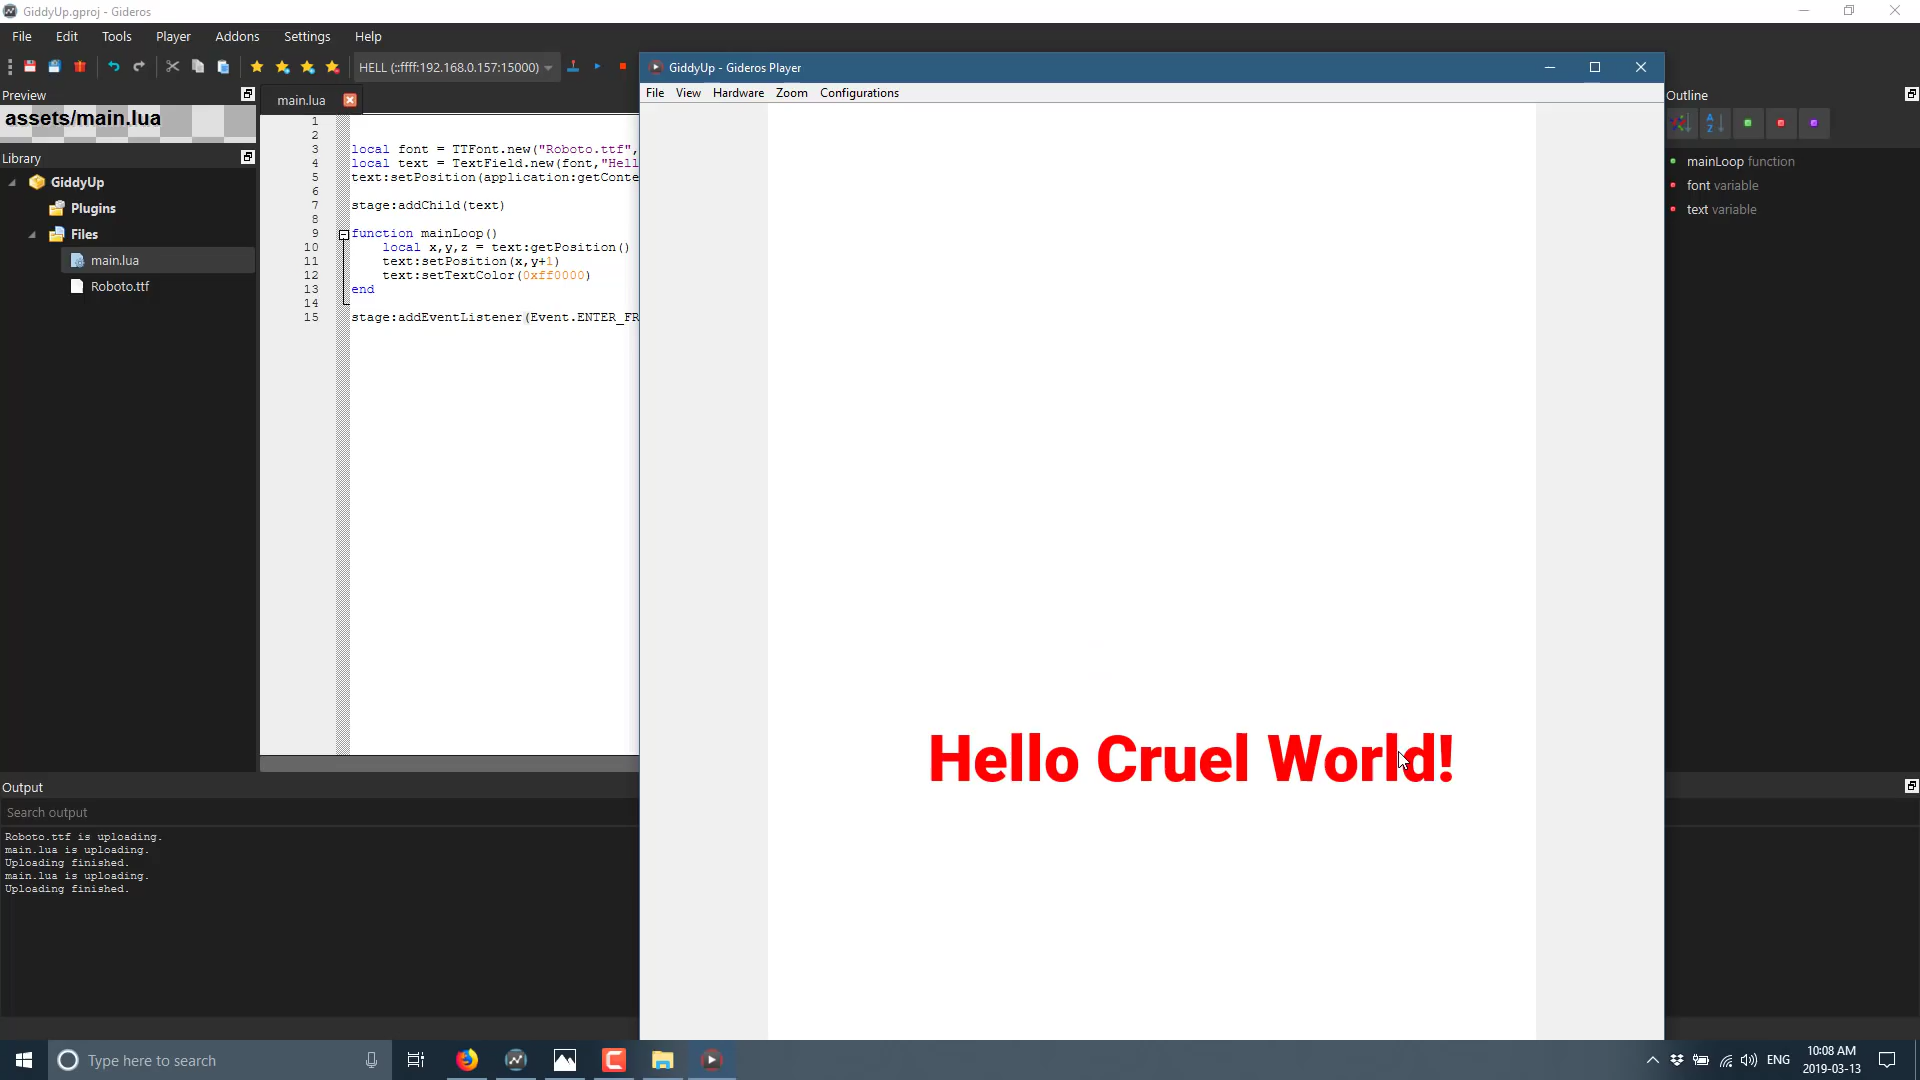 GiddyUp.gproj - Gideros
File Edit Tools Player Addons Settings Help
HELL (::ffff:192.168.0.157:15000)
Preview
assets/main.lua
Library
GiddyUp
Plugins
Files
main.lua
Roboto.ttf
main.lua
1
2
3 local font = TTFont.new("Roboto.ttf",
4 local text = TextField.new(font,"Hell
5 text:setPosition(application:getConte
6
7 stage:addChild(text)
8
9 function mainLoop()
10 local x,y,z = text:getPosition()
11 text:setPosition(x,y+1)
12 text:setTextColor(0xff0000)
13 end
14
15 stage:addEventListener(Event.ENTER_FR
GiddyUp - Gideros Player
File View Hardware Zoom Configurations
Hello Cruel World!
Outline
A
Z
mainLoop function
font variable
text variable
Output
Search output
Roboto.ttf is uploading.
main.lua is uploading.
Uploading finished.
main.lua is uploading.
Uploading finished.
Type here to search
ENG
10:08 AM
2019-03-13